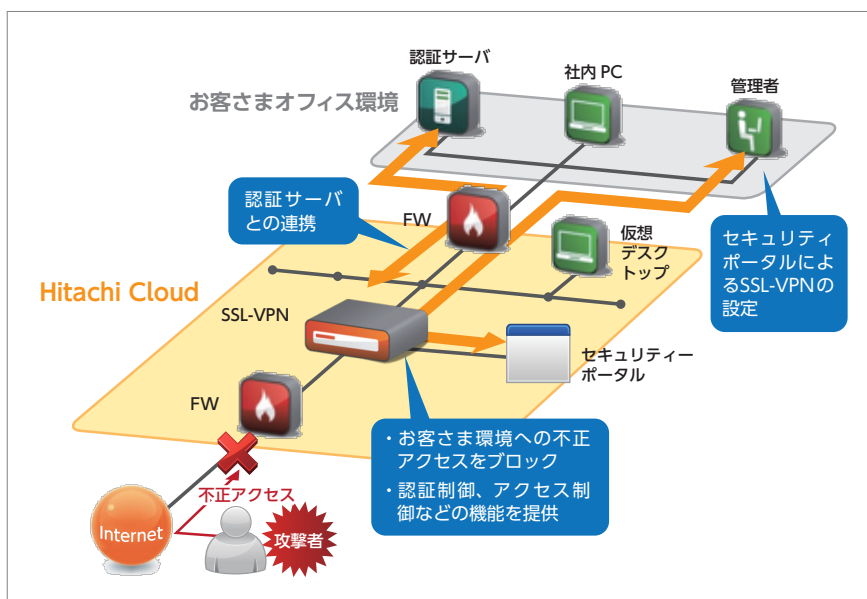 認証サーバ
社内 PC
管理者
お客さまオフィス環境
認証サーバ
との連携
FW
仮想
デスク
トップ
セキュリティ
ポータルによ
るSSL-VPNの
設定
Hitachi Cloud
SSL-VPN
セキュリティー
ポータル
FW
・お客さま環境への不正
アクセスをブロック
・認証制御、アクセス制
御などの機能を提供
不正アクセス
Internet
攻撃者